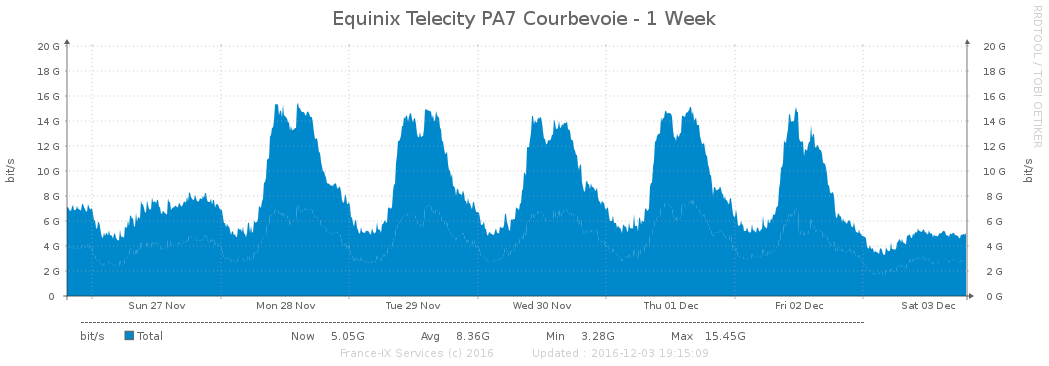 Equinix Telecity PA7 Courbevoie - 1 Week
RRDTOOL / TOBI OETIKER
bit/s
20 G 20 G
18 G 18 G
16 G 16 G
14 G 14 G
12 G 12 G
10 G 10 G
8 G 8 G
6 G 6 G
4 G 4 G
2 G 2 G
0 0 G
bit/s
Sun 27 Nov Mon 28 Nov Tue 29 Nov Wed 30 Nov Thu 01 Dec Fri 02 Dec Sat 03 Dec
bit/s Total Now 5.05G Avg 8.36G Min 3.28G Max 15.45G
France-IX Services (c) 2016 Updated : 2016-12-03 19:15:09